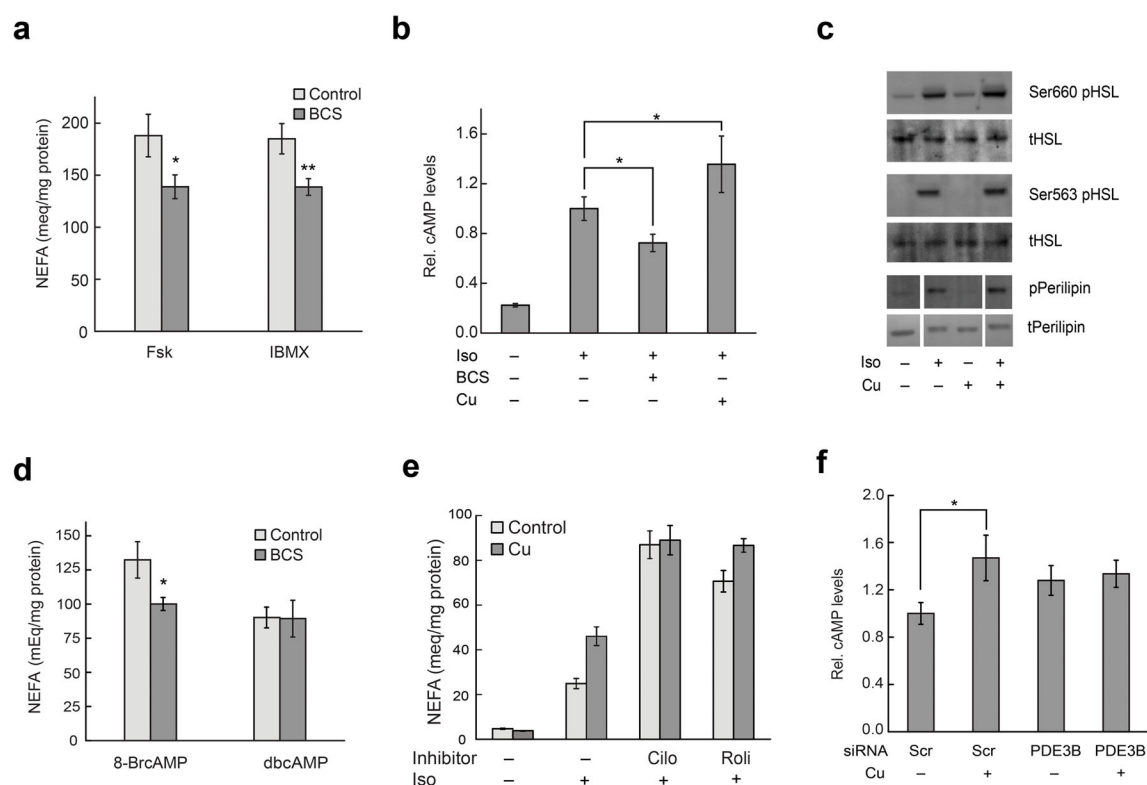 a
Control
BCS
NEFA (meq/mg protein)
200
150
100
50
0
*
**
Fsk IBMX
b
Rel. cAMP levels
1.6
1.2
0.8
0.4
0.0
*
*
Iso – + + +
BCS – – + –
Cu – – – +
c
Ser660 pHSL
tHSL
Ser563 pHSL
tHSL
pPerilipin
tPerilipin
Iso – + – +
Cu – – + +
d
Control
BCS
NEFA (mEq/mg protein)
150
125
100
75
50
25
0
*
8-BrcAMP dbcAMP
e
Control
Cu
NEFA (meq/mg protein)
100
80
60
40
20
0
Inhibitor – – Cilo Roli
Iso – + + +
f
Rel. cAMP levels
2.0
1.6
1.2
0.8
0.4
0.0
*
siRNA Scr Scr PDE3B PDE3B
Cu – + – +